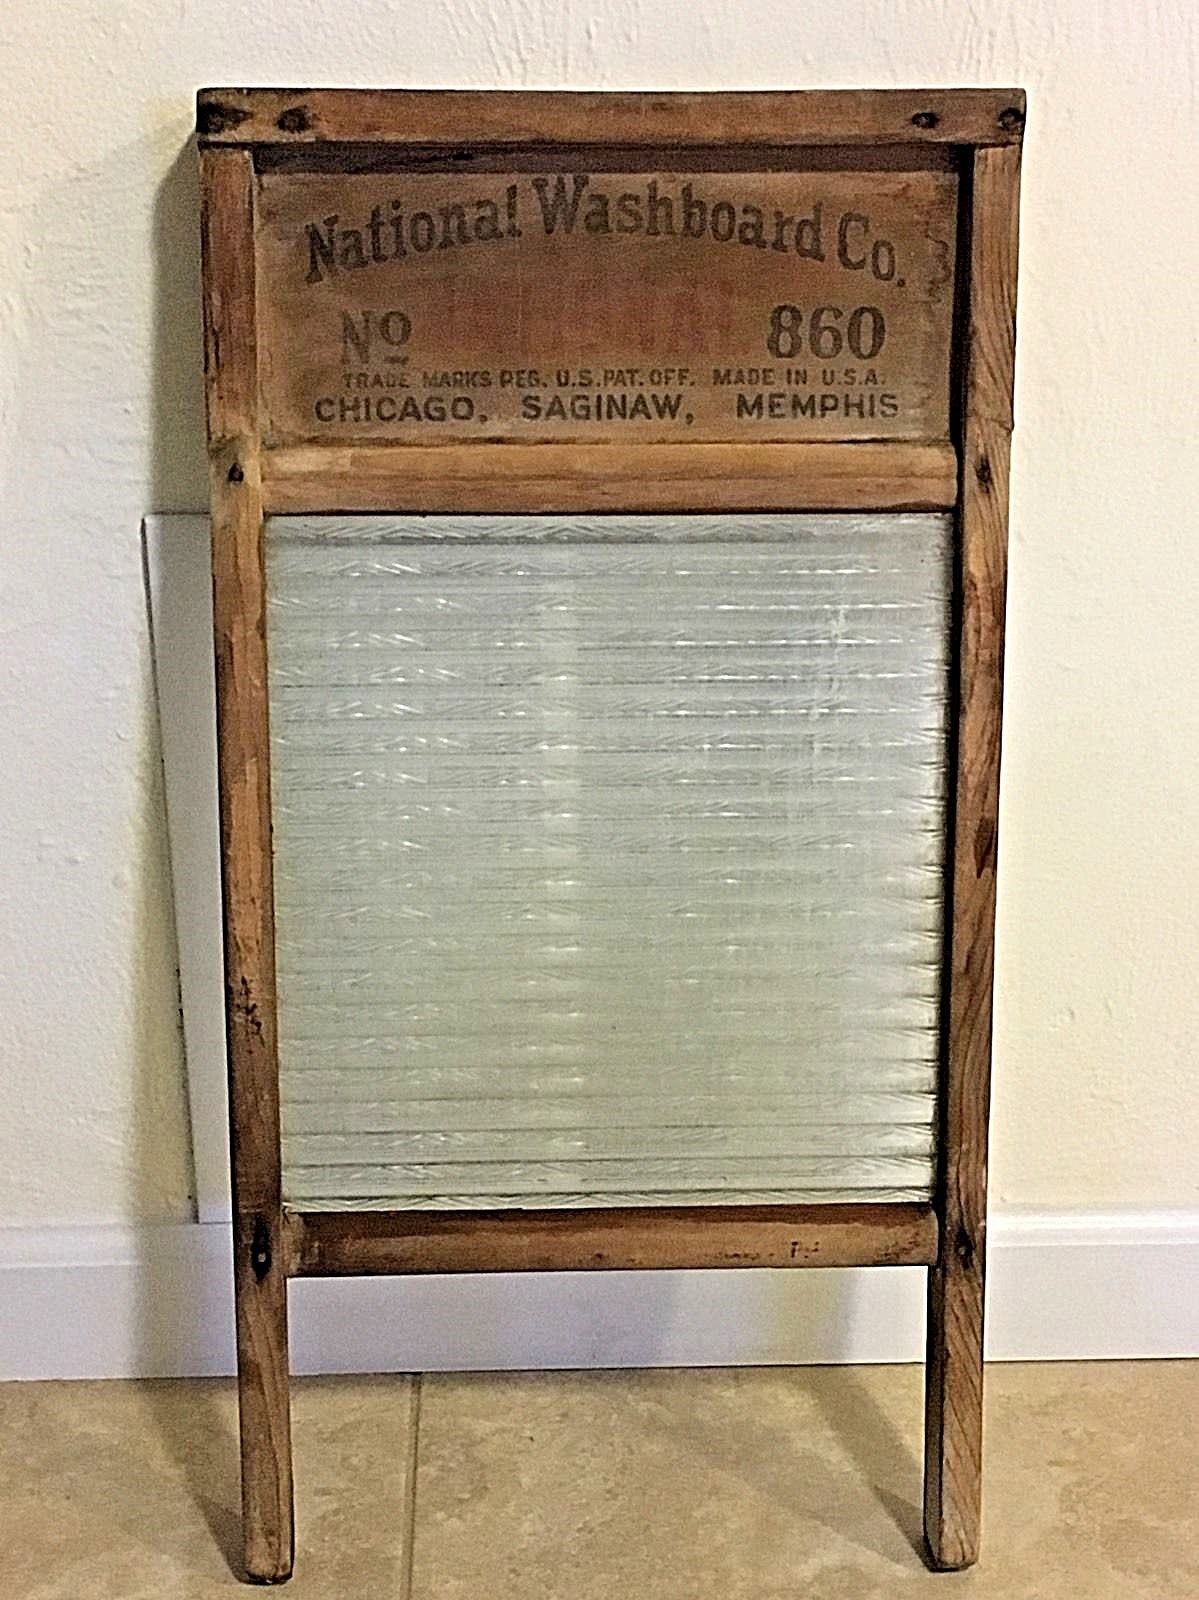 National Washboard Co.
No 860
TRADE MARKS REG. U.S. PAT. OFF. MADE IN U.S.A.
CHICAGO, SAGINAW, MEMPHIS